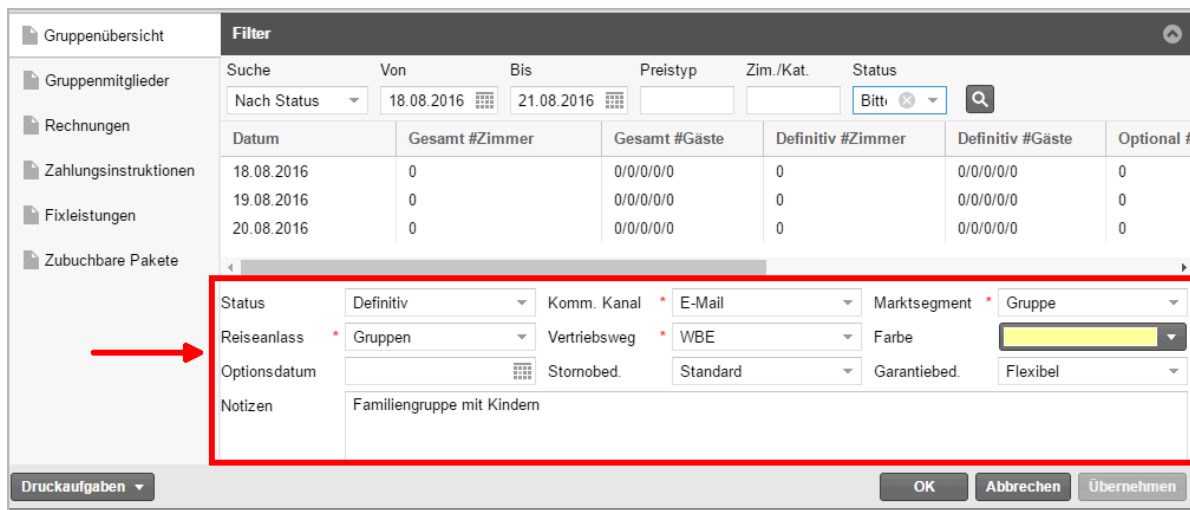 Gruppenübersicht
Gruppenmitglieder
Rechnungen
Zahlungsinstruktionen
Fixleistungen
Zubuchbare Pakete
Filter
Suche Von Bis Preistyp Zim./Kat. Status
Nach Status 18.08.2016 21.08.2016 Bitt
Datum Gesamt #Zimmer Gesamt #Gäste Definitiv #Zimmer Definitiv #Gäste Optional #
18.08.2016 0 0/0/0/0/0 0 0/0/0/0/0 0
19.08.2016 0 0/0/0/0/0 0 0/0/0/0/0 0
20.08.2016 0 0/0/0/0/0 0 0/0/0/0/0 0
Status Definitiv Komm. Kanal * E-Mail Marktsegment * Gruppe
Reiseanlass * Gruppen Vertriebsweg * WBE Farbe
Optionsdatum Stornobed. Standard Garantiebed. Flexibel
Notizen Familiengruppe mit Kindern
Druckaufgaben OK Abbrechen Übernehmen